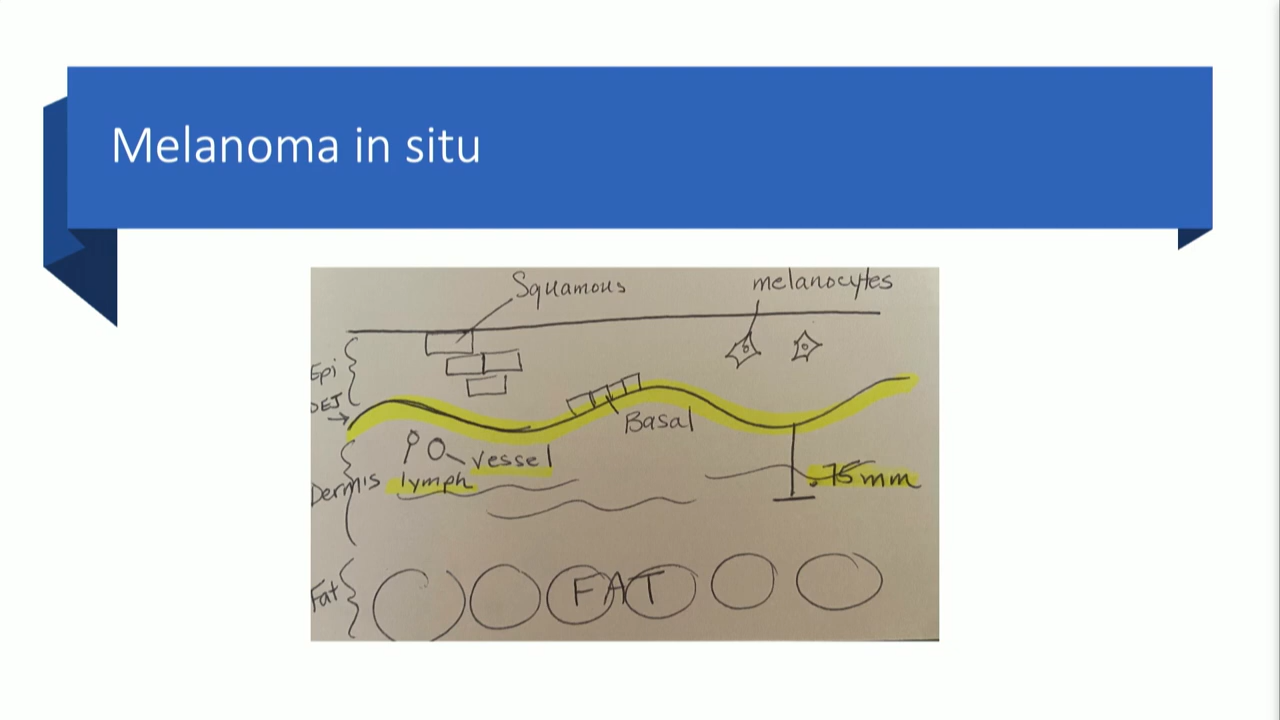 Melanoma in situ
Squamous
melanocytes
Epi
DEJ
Basal
vessel
lymph
Dermis
.75mm
Fat
FAT